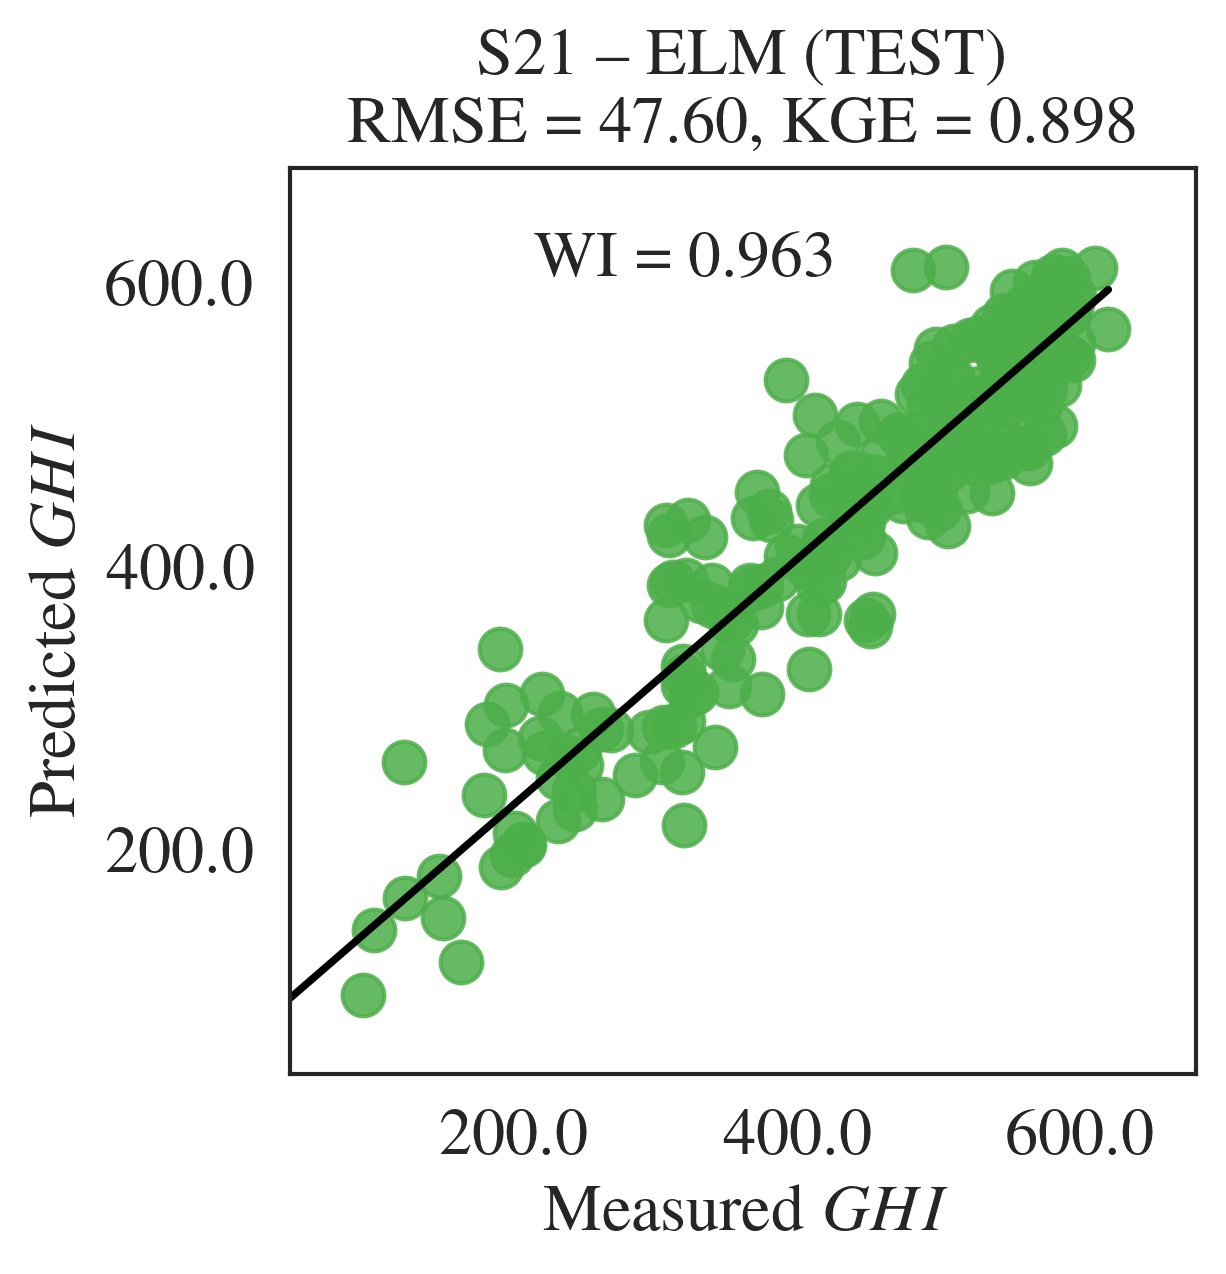 S21 – ELM (TEST)
RMSE = 47.60, KGE = 0.898
WI = 0.963
600.0
400.0
200.0
Predicted GHI
200.0 400.0 600.0
Measured GHI